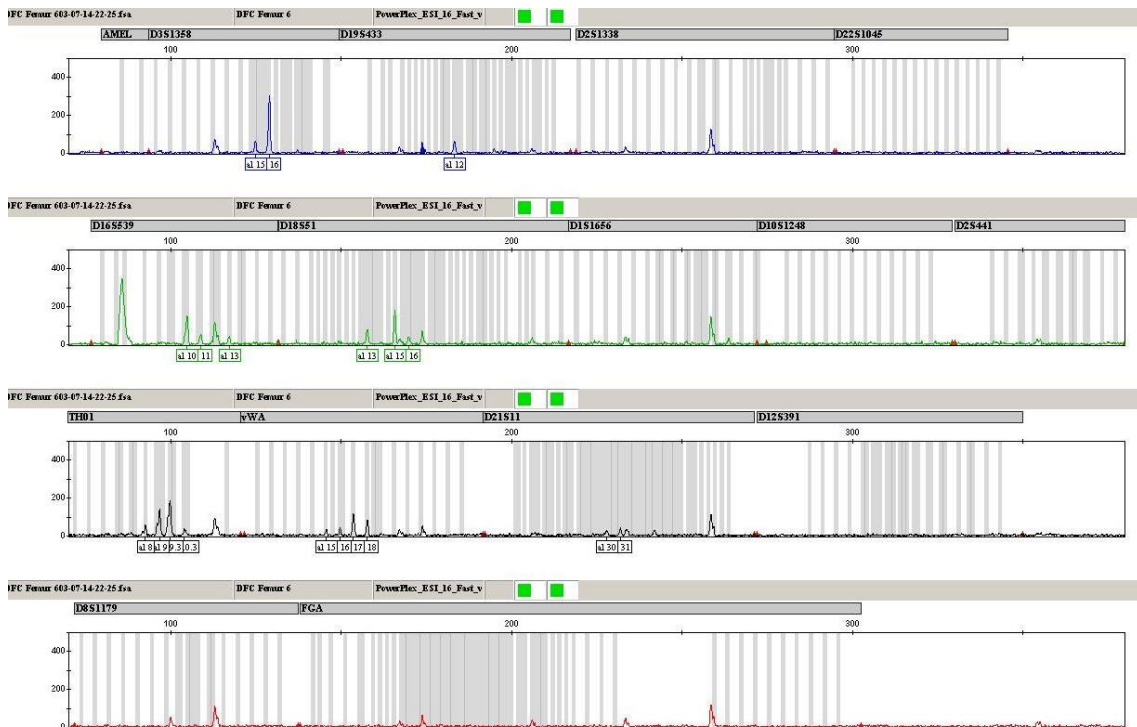 DFC Femur 603-07-14-22-25.fsa DFC Femur 6 PowerPlex_ESI_16_Fast_v
AMEL D3S1358 D19S433 D2S1338 D22S1045
100 200 300
400
200
0
al 15 16 al 12
DFC Femur 603-07-14-22-25.fsa DFC Femur 6 PowerPlex_ESI_16_Fast_v
D16S539 D18S51 D1S1656 D10S1248 D2S441
100 200 300
400
200
0
al 10 11 al 13 al 13 al 15 16
DFC Femur 603-07-14-22-25.fsa DFC Femur 6 PowerPlex_ESI_16_Fast_v
TH01 vWA D21S11 D12S391
100 200 300
400
200
0
al 8 al 9 9.3 0.3 al 15 16 17 18 al 30 31
DFC Femur 603-07-14-22-25.fsa DFC Femur 6 PowerPlex_ESI_16_Fast_v
D8S1179 FGA
100 200 300
400
200
0